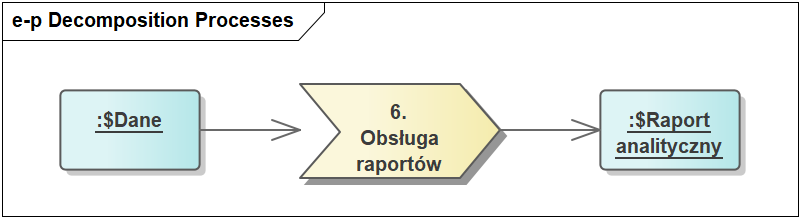 e-p Decomposition Processes
:$Dane
6.
Obsługa
raportów
:$Raport
analityczny